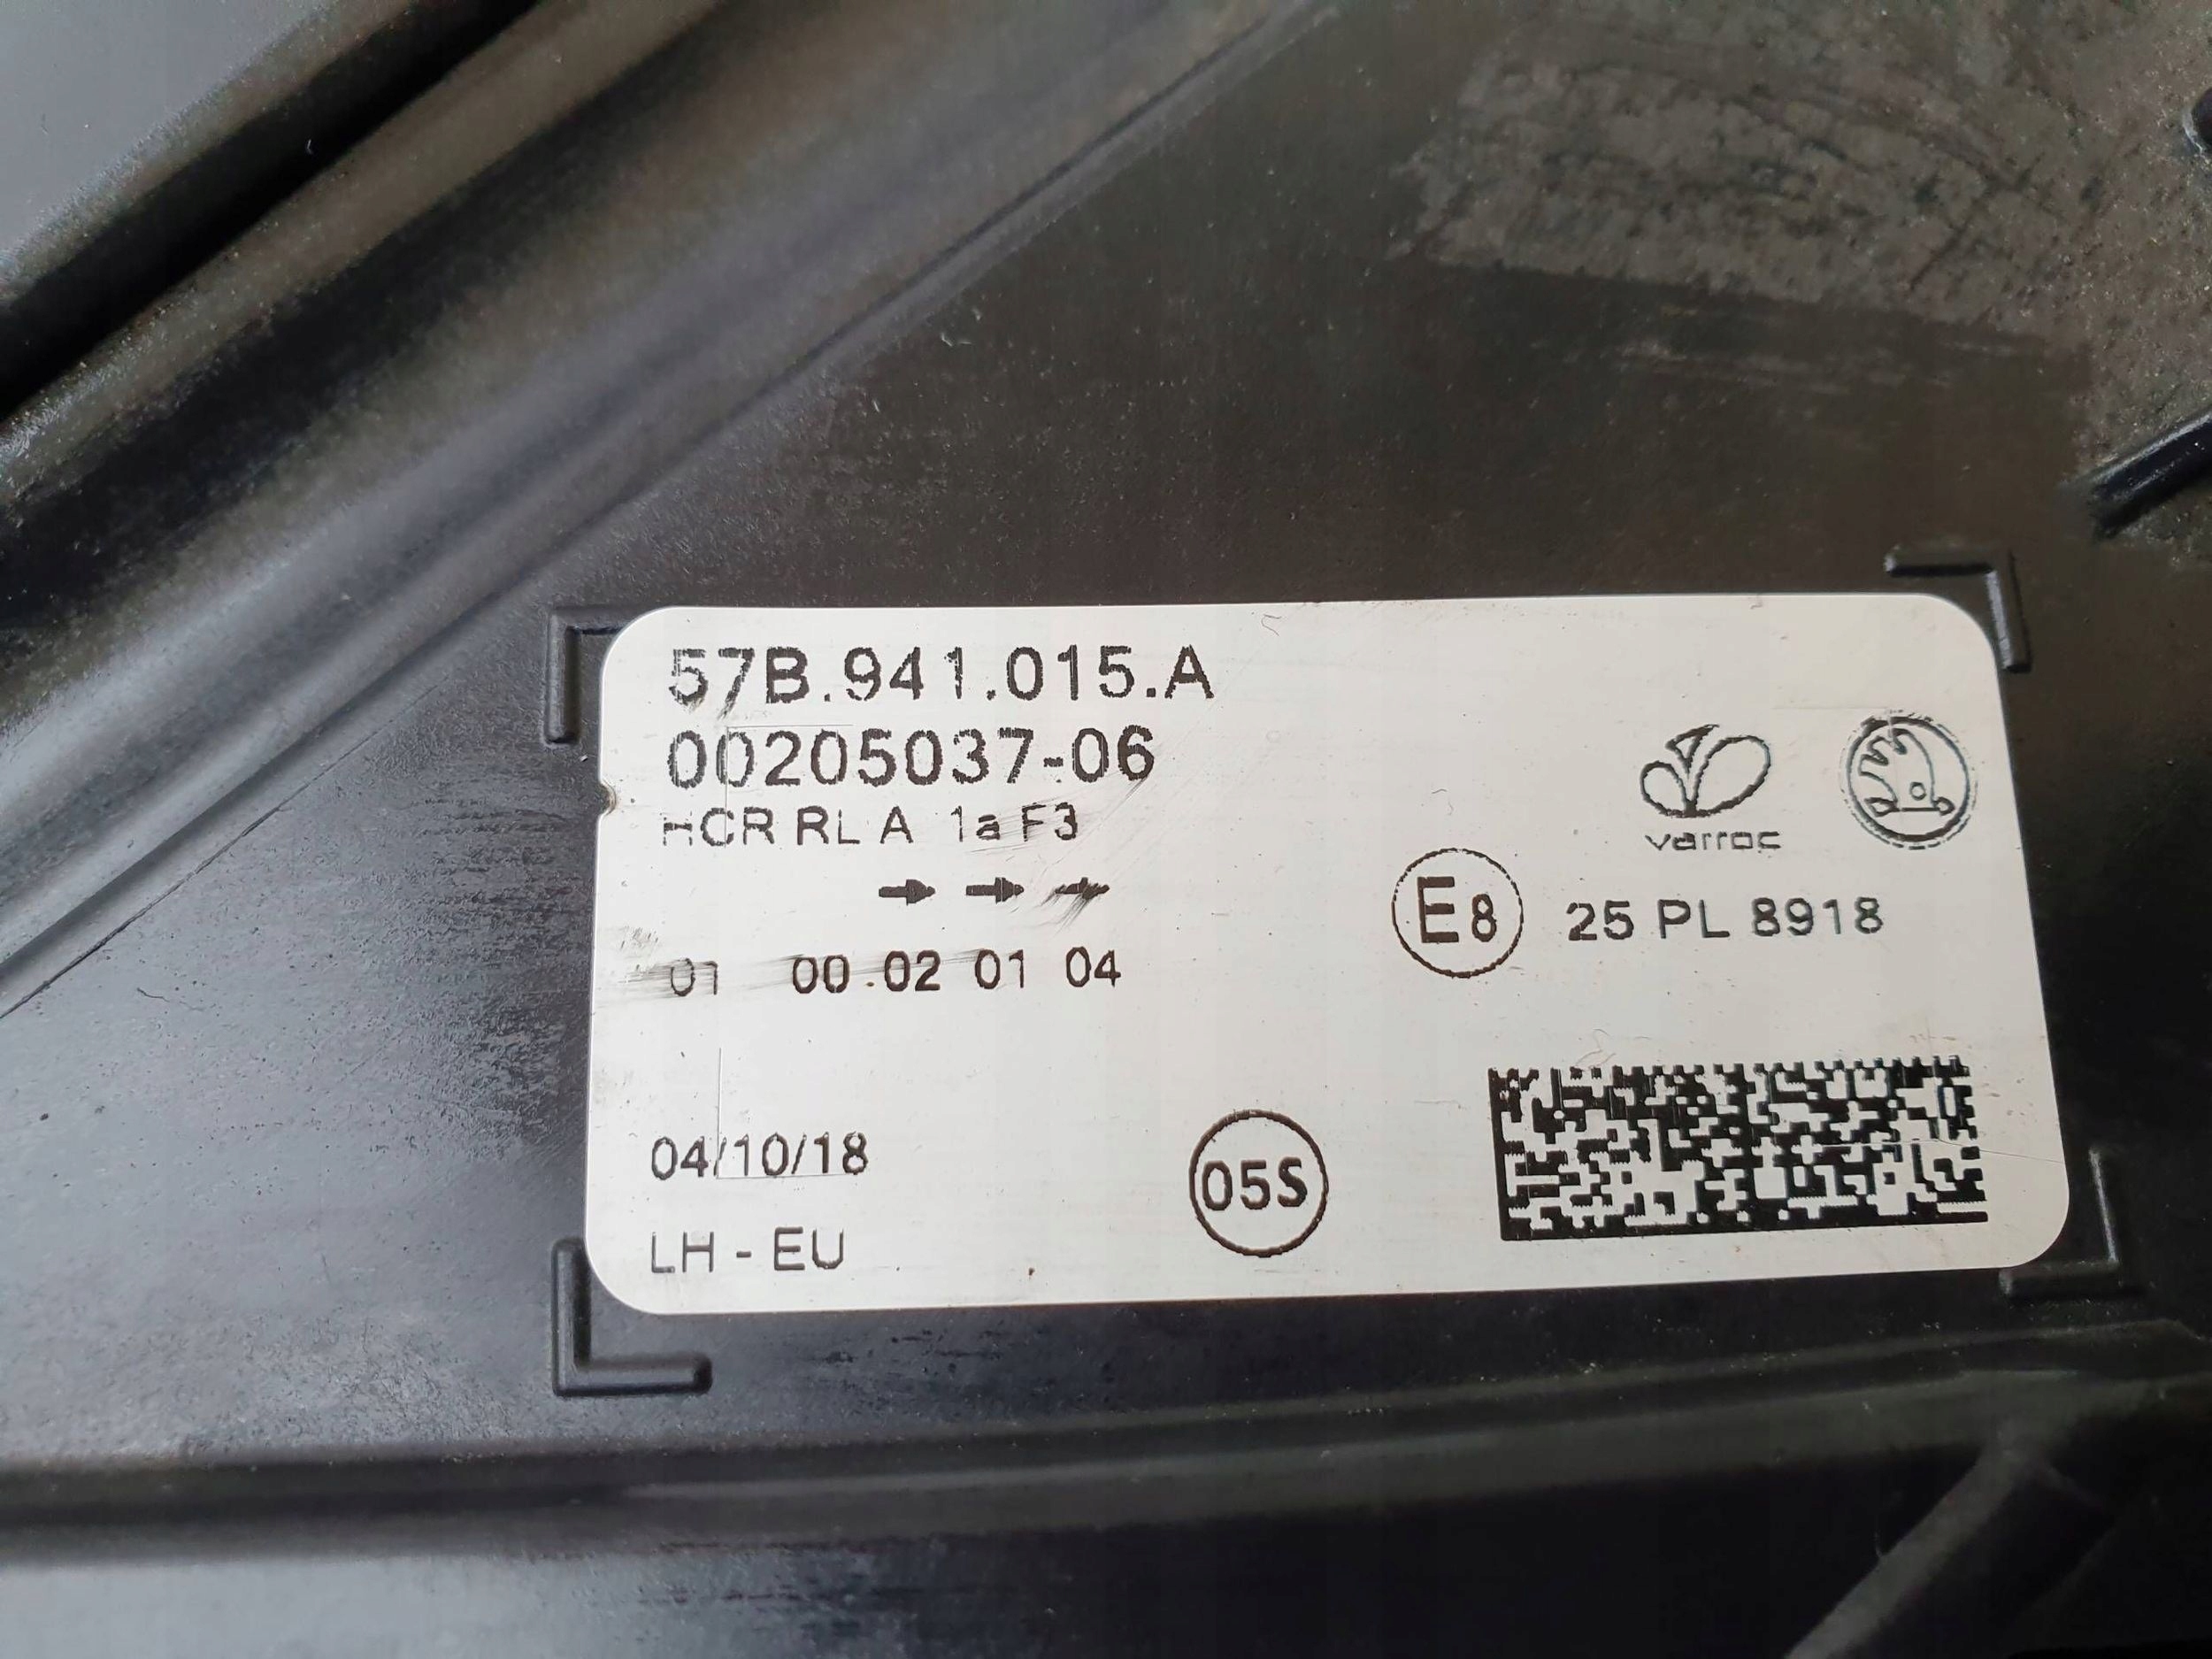 57B.941.015.A
00205037-06
HCR RL A 1a F3
→ → →
01 00 02 01 04
varroc
E8 25 PL 8918
04/10/18
05S
LH - EU